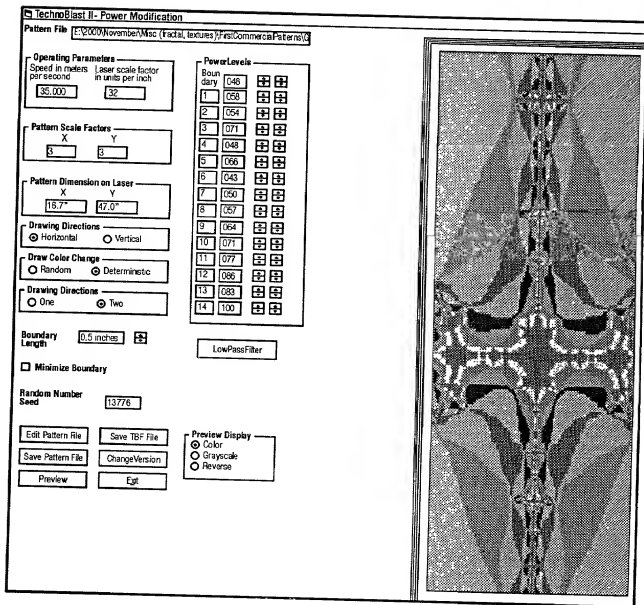 TechnoBlast II - Power Modification
Pattern File E:\2000\November\Misc (fractal, textures)\FirstCommercialPatterns\G
Operating Parameters
Speed in meters per second
Laser scale factor in units per inch
35.000
32
Pattern Scale Factors
X Y
3 3
Pattern Dimension on Laser
X Y
16.7" 47.0"
Drawing Directions
Horizontal Vertical
Draw Color Change
Random Deterministic
Drawing Directions
One Two
Boundary Length 0.5 inches
Minimize Boundary
Random Number Seed 13776
Edit Pattern File Save TBF File
Save Pattern File ChangeVersion
Preview Exit
PowerLevels
Boundary 046
1 058
2 054
3 071
4 048
5 066
6 043
7 050
8 057
9 064
10 071
11 077
12 086
13 083
14 100
LowPassFilter
Preview Display
Color
Grayscale
Reverse